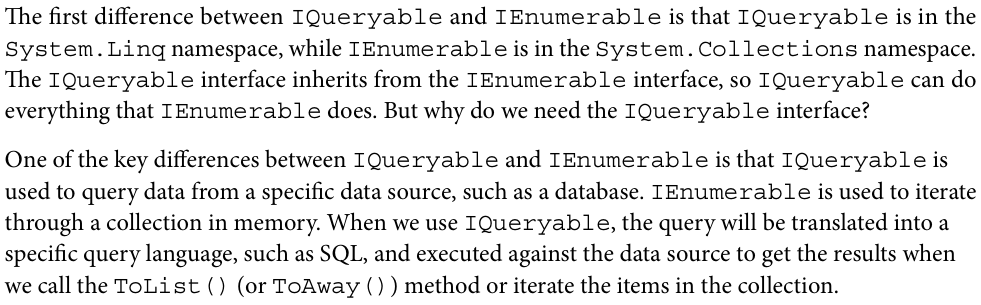 The first difference between IQueryable and IEnumerable is that IQueryable is in the
System.Linq namespace, while IEnumerable is in the System.Collections namespace.
The IQueryable interface inherits from the IEnumerable interface, so IQueryable can do
everything that IEnumerable does. But why do we need the IQueryable interface?
One of the key differences between IQueryable and IEnumerable is that IQueryable is
used to query data from a specific data source, such as a database. IEnumerable is used to iterate
through a collection in memory. When we use IQueryable, the query will be translated into a
specific query language, such as SQL, and executed against the data source to get the results when
we call the ToList() (or ToAway()) method or iterate the items in the collection.